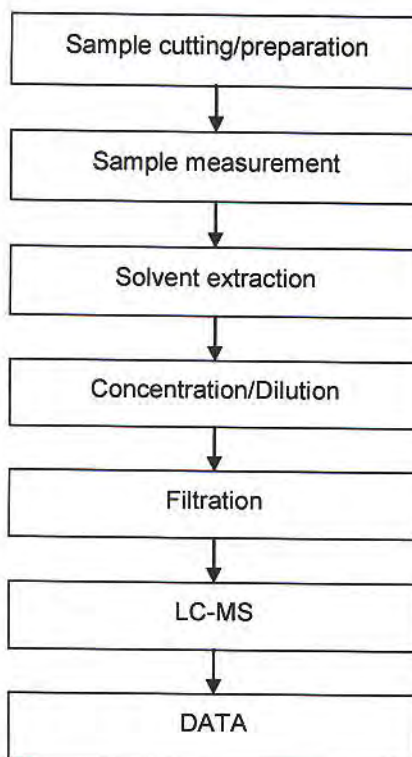 Sample cutting/preparation
Sample measurement
Solvent extraction
Concentration/Dilution
Filtration
LC-MS
DATA